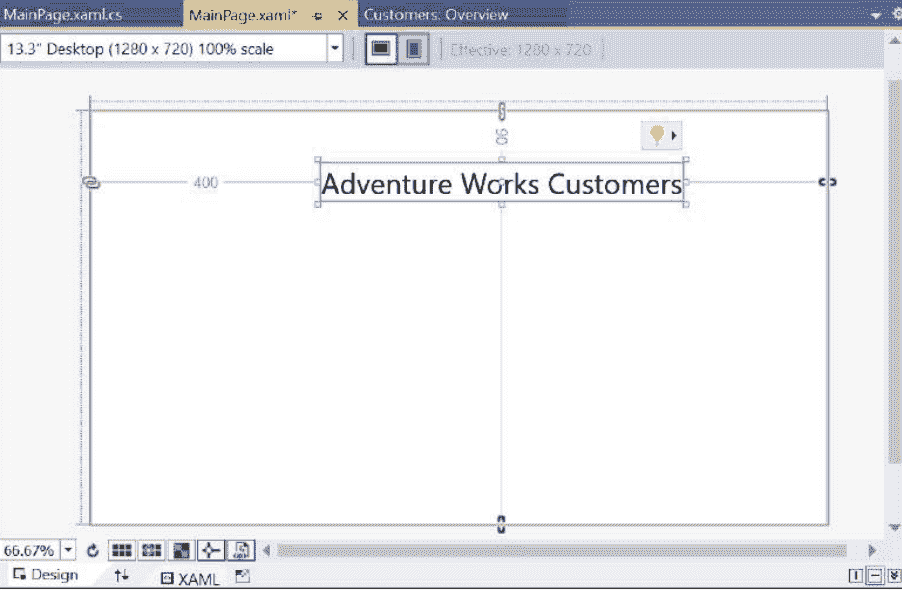 MainPage.xaml.cs MainPage.xaml* Customers: Overview
13.3" Desktop (1280 x 720) 100% scale Effective: 1280 x 720
90
400 Adventure Works Customers
66.67%
Design XAML